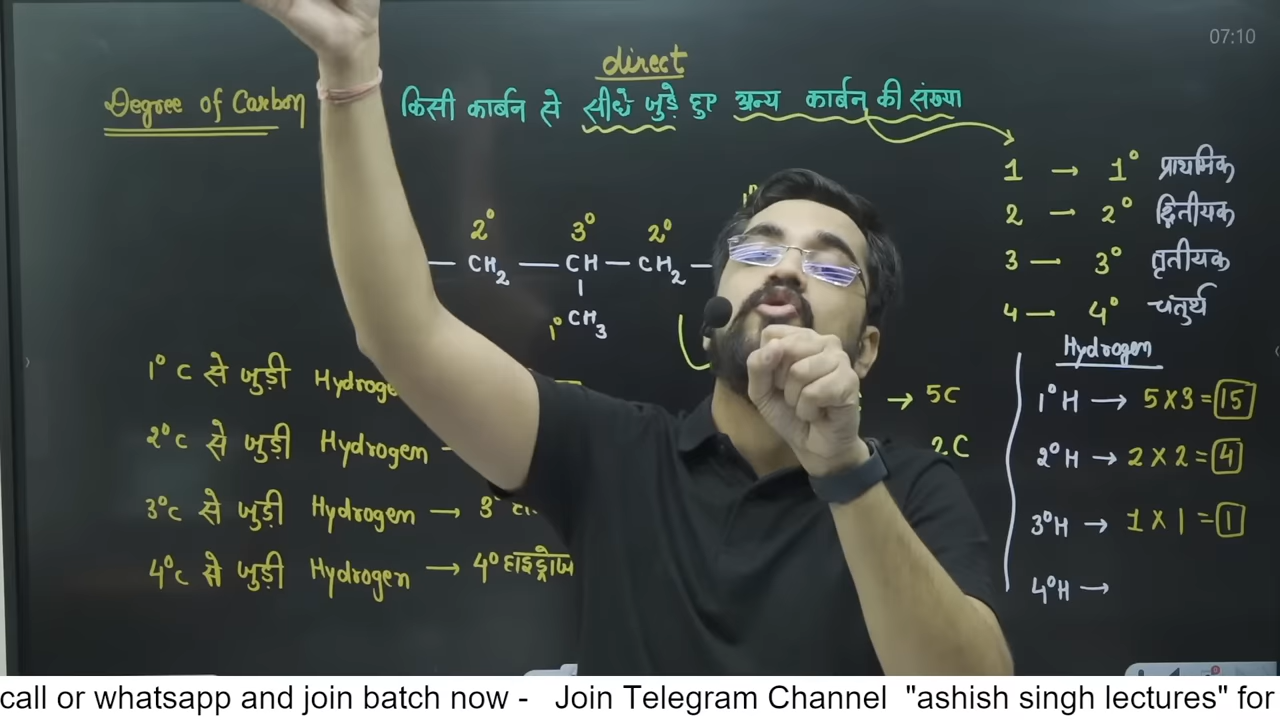 07:10
direct
Degree of Carbon किसी कार्बन से सीधे जुड़े हुए अन्य कार्बन की संख्या
1 → 1° प्राथमिक
2 → 2° द्वितीयक
3 → 3° तृतीयक
4 → 4° चतुर्थ
2° 3° 2°
— CH₂ — CH — CH₂ —
1° CH₃
Hydrogen
1° C से जुड़ी
→ 5C
1°H → 5×3=15
2°C से जुड़ी Hydrogen
2C
2°H → 2×2=4
3°C से जुड़ी Hydrogen → 3°
3°H → 1×1=1
4°C से जुड़ी Hydrogen → 4°
4°H →
call or whatsapp and join batch now - Join Telegram Channel "ashish singh lectures" for